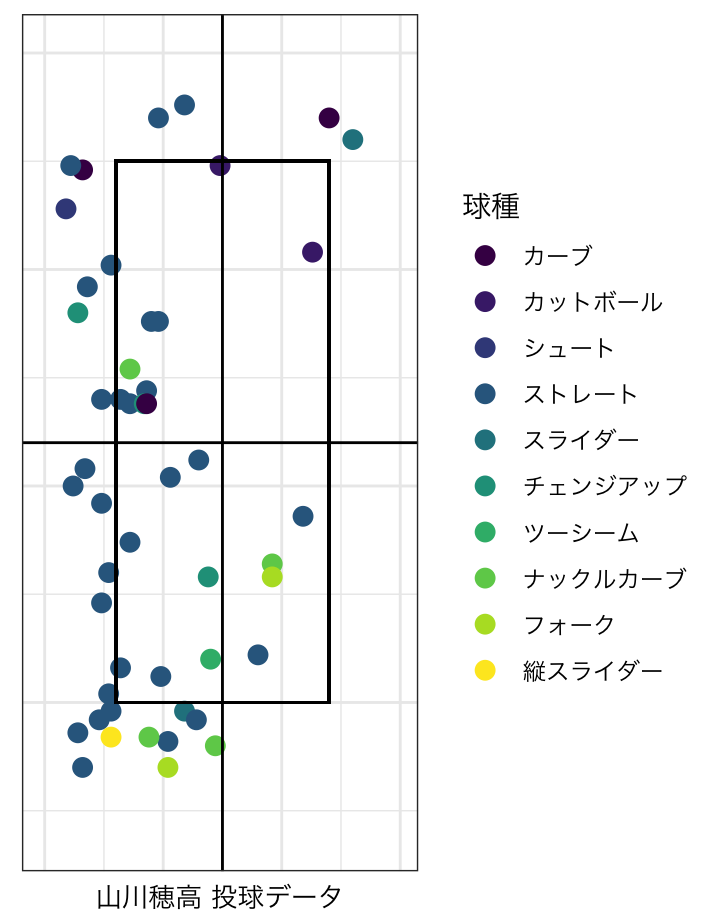 球種
カーブ
カットボール
シュート
ストレート
スライダー
チェンジアップ
ツーシーム
ナックルカーブ
フォーク
縦スライダー
山川穂高 投球データ